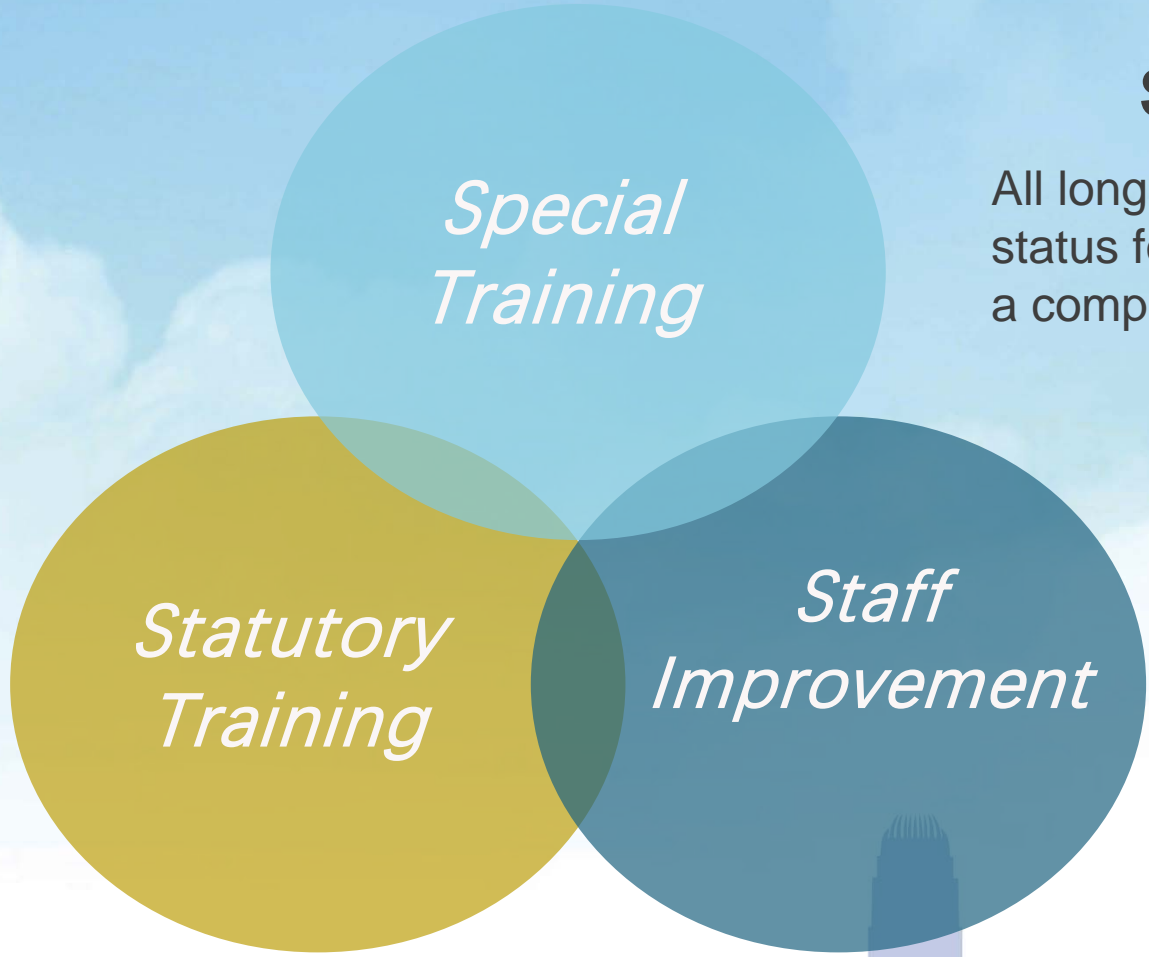 Special
Training
All long
status
a comp
Statutory
Training
Staff
Improvement